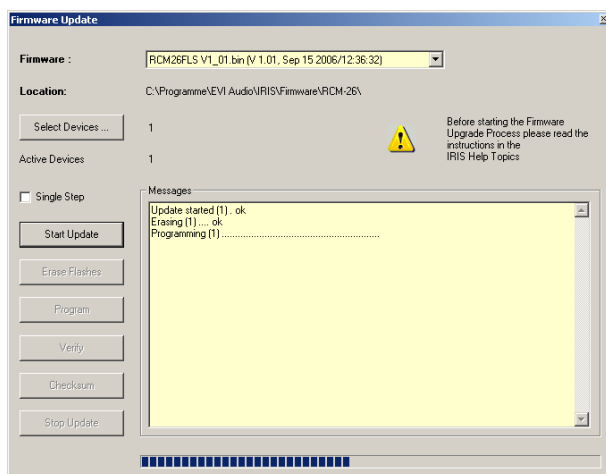 Firmware Update
Firmware :
RCM26FLS V1_01.bin (V 1.01, Sep 15 2006/12:36:32)
Location:
C:\Programme\EVI Audio\IRIS\Firmware\RCM-26\
Select Devices ...
1
Before starting the Firmware
Upgrade Process please read the
instructions in the
IRIS Help Topics
Active Devices
1
Single Step
Messages
Update started (1) . ok
Erasing (1) .... ok
Programming (1) ..........................................................
Start Update
Erase Flashes
Program
Verify
Checksum
Stop Update